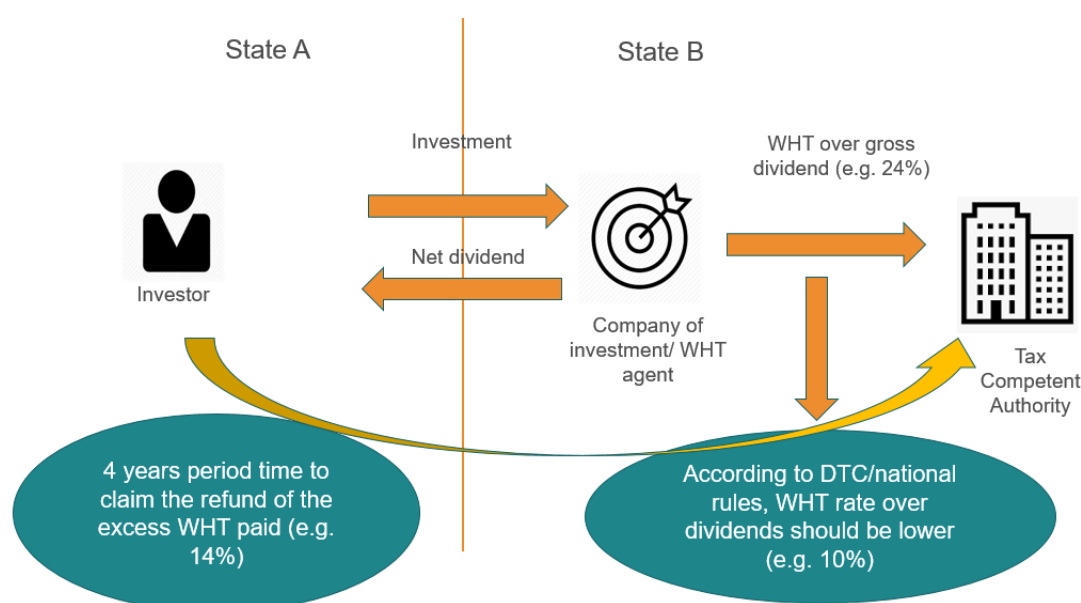 State A
State B
Investment
WHT over gross
dividend (e.g. 24%)
Net dividend
Investor
Company of
investment/ WHT
agent
Tax
Competent
Authority
4 years period time to
claim the refund of the
excess WHT paid (e.g.
14%)
According to DTC/national
rules, WHT rate over
dividends should be lower
(e.g. 10%)